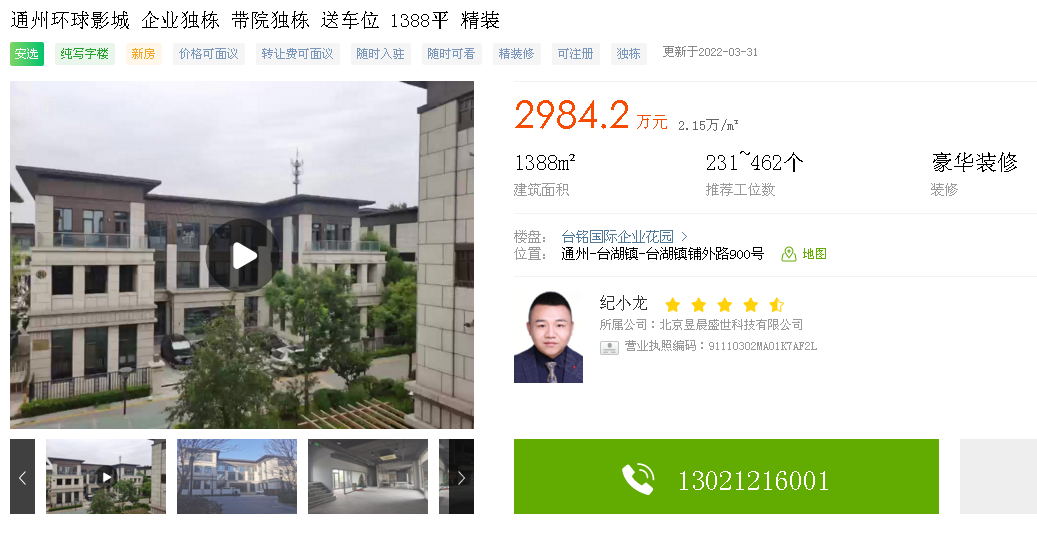 通州环球影城 企业独栋 带院独栋 送车位 1388平 精装
安选 纯写字楼 新房 价格可面议 转让费可面议 随时入驻 随时可看 精装修 可注册 独栋 更新于2022-03-31
2984.2 万元 2.15万/㎡
1388㎡ 231~462个 豪华装修
建筑面积 推荐工位数 装修
楼盘： 台铭国际企业花园
位置： 通州-台湖镇-台湖镇铺外路900号 地图
纪小龙
所属公司：北京昱晨盛世科技有限公司
营业执照编码：91110302MA01K7AF2L
13021216001